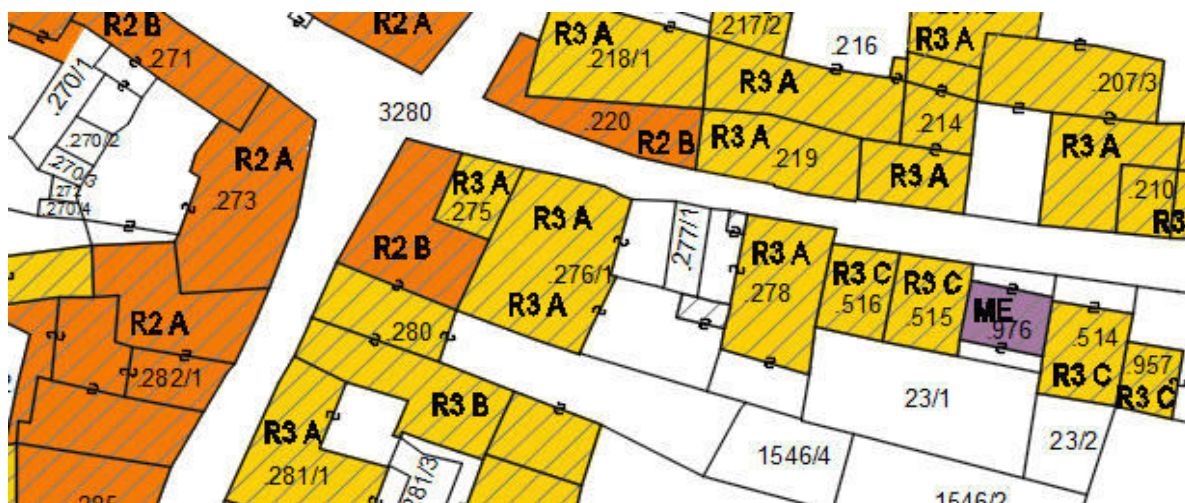 R2 B
.271
R2 A
R3 A
.217/2
.216
R3 A
.218/1
.270/1
R3 A
.207/3
3280
.220
.214
.270/2
R2 B
R3 A
.219
R3 A
R2 A
.270/3
R3 A
R3 A
.272
.273
.275
.210
.270/4
R3 A
R3
R2 B
.277/1
R3 A
.276/1
.278
R3 C
R3 C
R3 A
.516
.515
ME
.976
R2 A
.280
.514
.282/1
R3 C
.957
R3 B
23/1
R3 C
R3 A
23/2
.281/1
281/3
1546/4
1546/2
.285